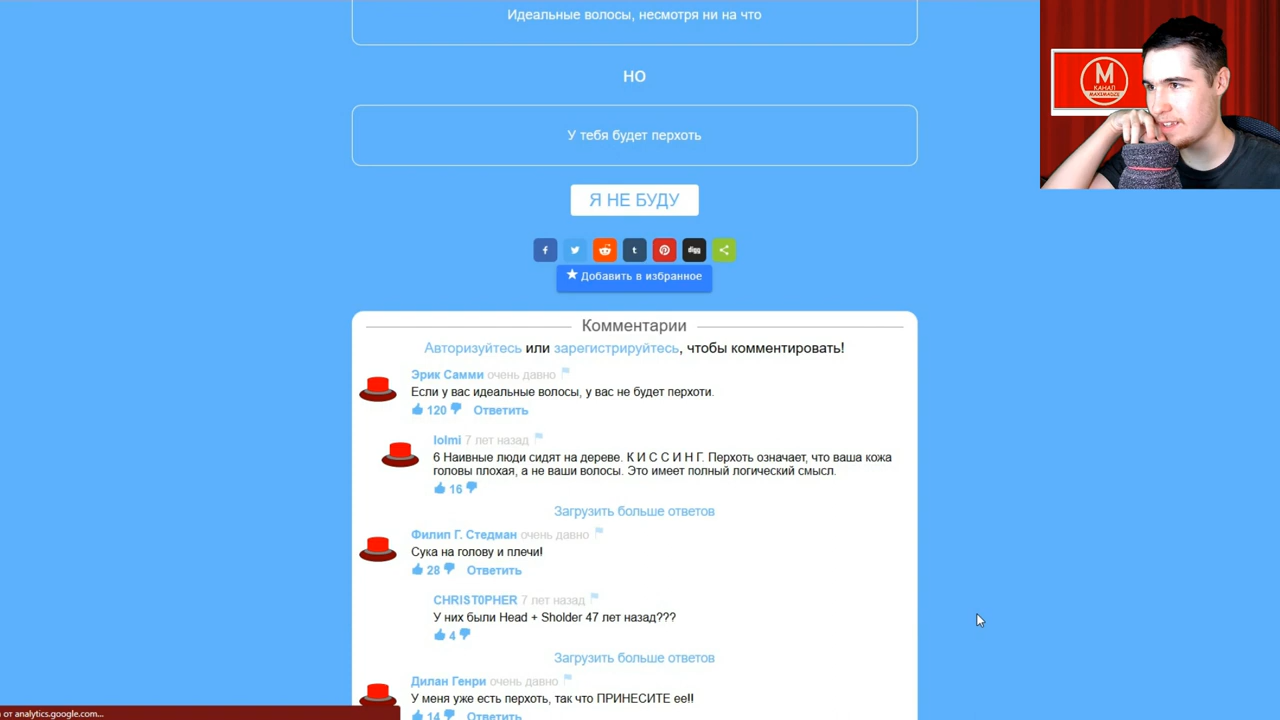 Идеальные волосы, несмотря ни на что
НО
У тебя будет перхоть
Я НЕ БУДУ
digg
Добавить в избранное
Комментарии
Авторизуйтесь или зарегистрируйтесь, чтобы комментировать!
Эрик Самми очень давно
Если у вас идеальные волосы, у вас не будет перхоти.
120 Ответить
lolmi 7 лет назад
6 Наивные люди сидят на дереве. К И С С И Н Г. Перхоть означает, что ваша кожа
головы плохая, а не ваши волосы. Это имеет полный логический смысл.
16
Загрузить больше ответов
Филип Г. Стедман очень давно
Сука на голову и плечи!
28 Ответить
CHRIST0PHER 7 лет назад
У них были Head + Sholder 47 лет назад???
4
Загрузить больше ответов
Дилан Генри очень давно
У меня уже есть перхоть, так что ПРИНЕСИТЕ ее!!
14 Ответить
от analytics.google.com...
М
КАНАЛ